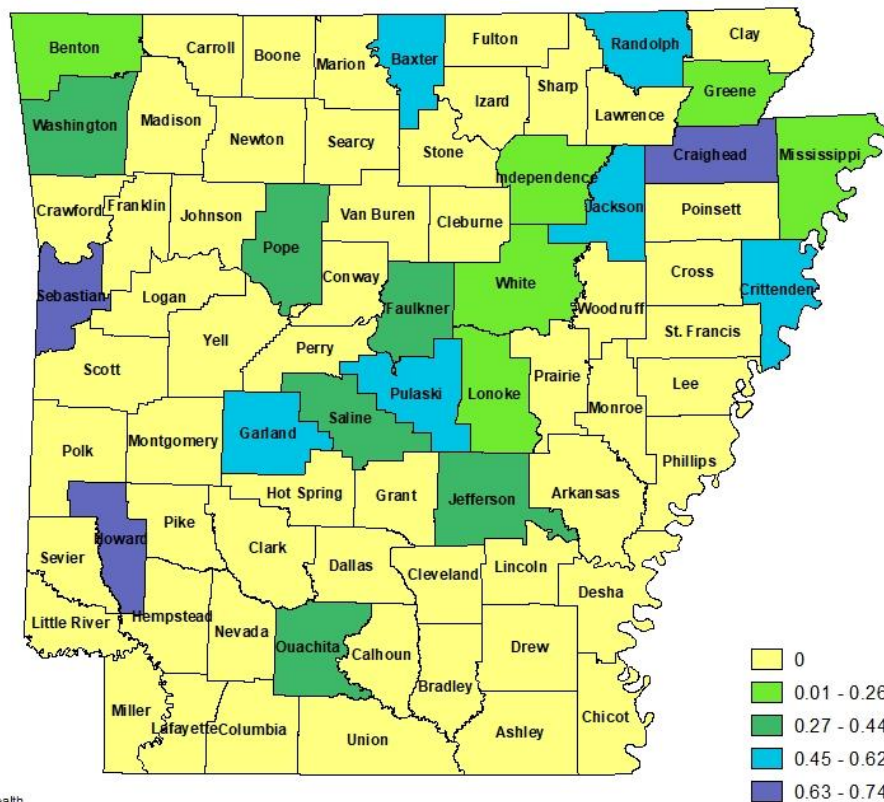 Benton
Carroll
Boone
Marion
Baxter
Fulton
Randolph
Clay
Sharp
Izard
Greene
Lawrence
Washington
Madison
Newton
Searcy
Stone
Independence
Jackson
Craighead
Mississippi
Crawford
Franklin
Johnson
Pope
Van Buren
Cleburne
Poinsett
Sebastian
Logan
Conway
Faulkner
White
Woodruff
Cross
Crittenden
St. Francis
Scott
Yell
Perry
Pulaski
Lonoke
Prairie
Monroe
Lee
Phillips
Polk
Montgomery
Garland
Saline
Hot Spring
Grant
Jefferson
Arkansas
Howard
Pike
Clark
Dallas
Cleveland
Lincoln
Desha
Sevier
Little River
Hempstead
Nevada
Ouachita
Calhoun
Bradley
Drew
Chicot
Miller
Lafayette
Columbia
Union
Ashley
0
0.01 - 0.26
0.27 - 0.44
0.45 - 0.62
0.63 - 0.74